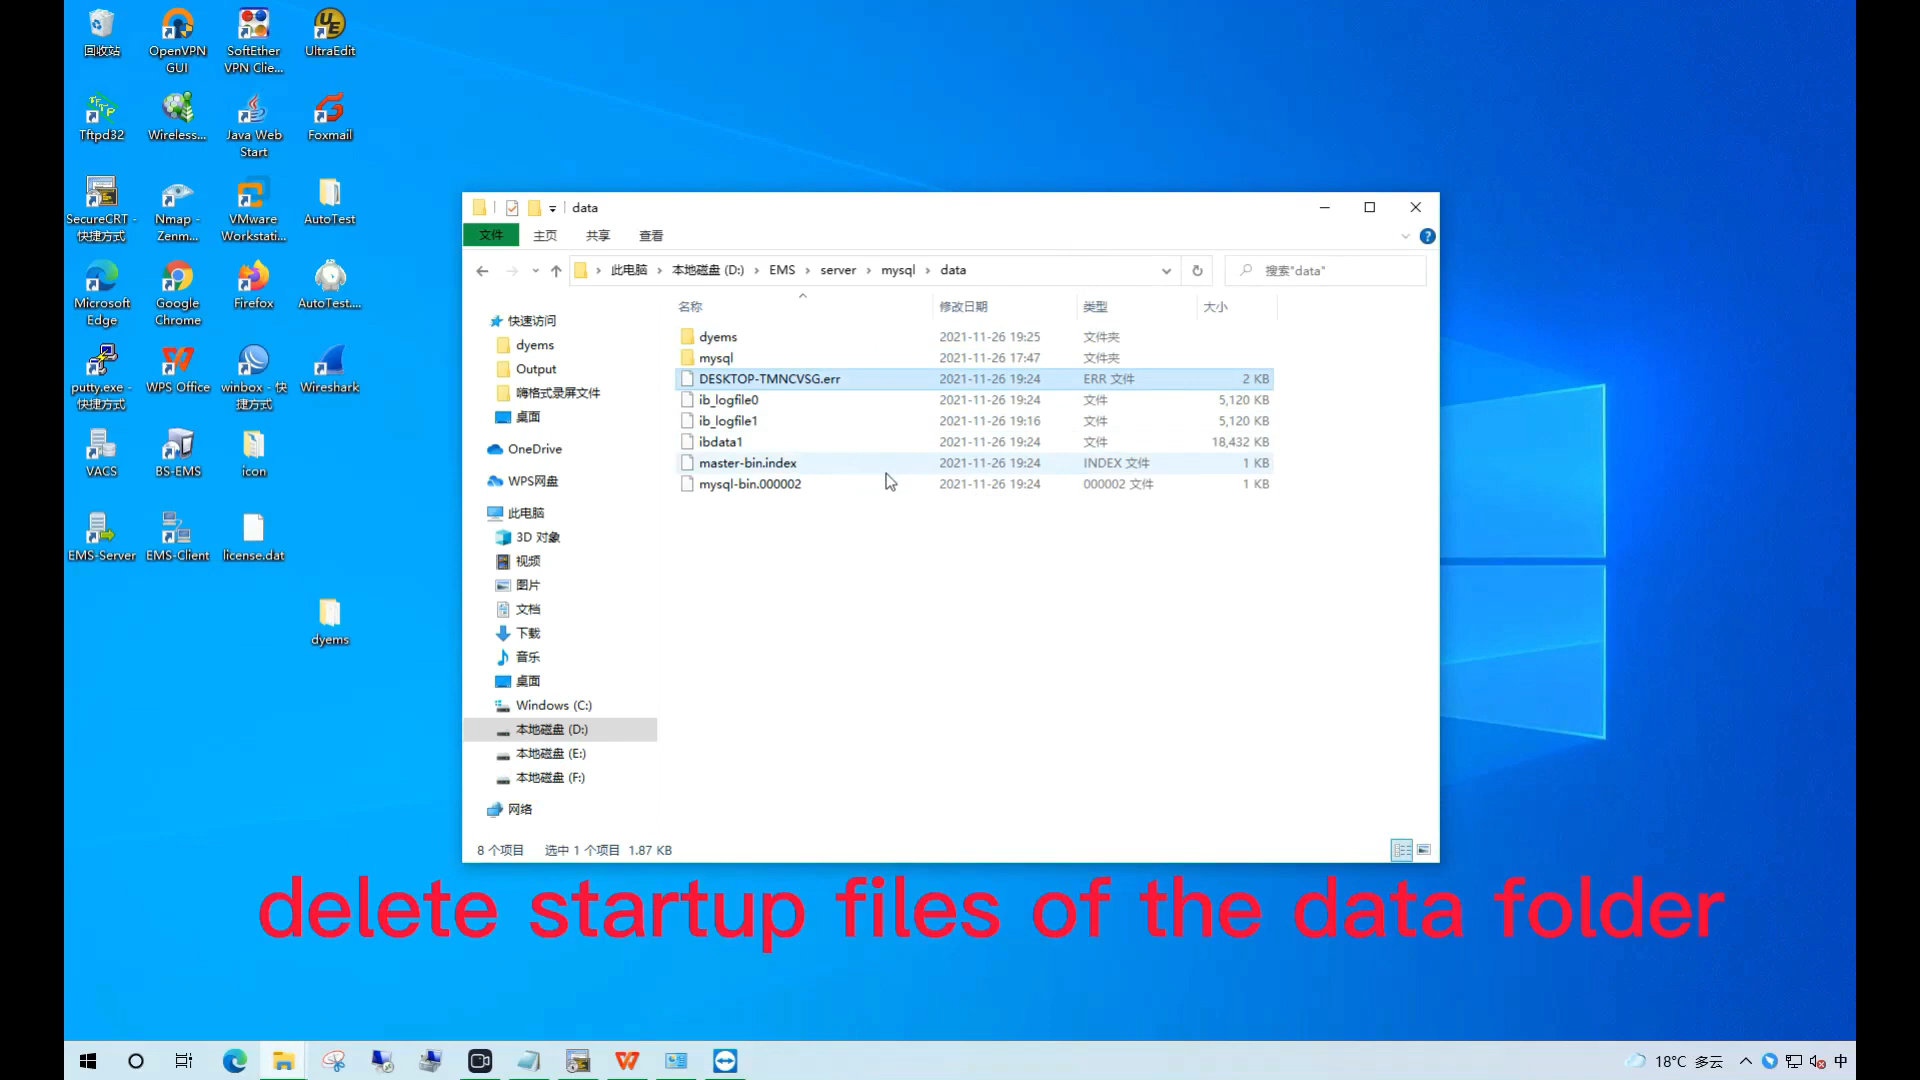 回收站
OpenVPN GUI
SoftEther VPN Clie...
UltraEdit
Tftpd32
Wireless...
Java Web Start
Foxmail
SecureCRT - 快捷方式
Nmap - Zenm...
VMware Workstati...
AutoTest
Microsoft Edge
Google Chrome
Firefox
AutoTest....
putty.exe - 快捷方式
WPS Office
winbox - 快捷方式
Wireshark
VACS
BS-EMS
icon
EMS-Server
EMS-Client
license.dat
dyems
data
文件 主页 共享 查看
此电脑 > 本地磁盘 (D:) > EMS > server > mysql > data
搜索"data"
名称 修改日期 类型 大小
dyems 2021-11-26 19:25 文件夹
mysql 2021-11-26 17:47 文件夹
DESKTOP-TMNCVSG.err 2021-11-26 19:24 ERR 文件 2 KB
ib_logfile0 2021-11-26 19:24 文件 5,120 KB
ib_logfile1 2021-11-26 19:16 文件 5,120 KB
ibdata1 2021-11-26 19:24 文件 18,432 KB
master-bin.index 2021-11-26 19:24 INDEX 文件 1 KB
mysql-bin.000002 2021-11-26 19:24 000002 文件 1 KB
快速访问
dyems
Output
嗨格式录屏文件
桌面
OneDrive
WPS网盘
此电脑
3D 对象
视频
图片
文档
下载
音乐
桌面
Windows (C:)
本地磁盘 (D:)
本地磁盘 (E:)
本地磁盘 (F:)
网络
8 个项目 选中 1 个项目 1.87 KB
delete startup files of the data folder
18°C 多云 中